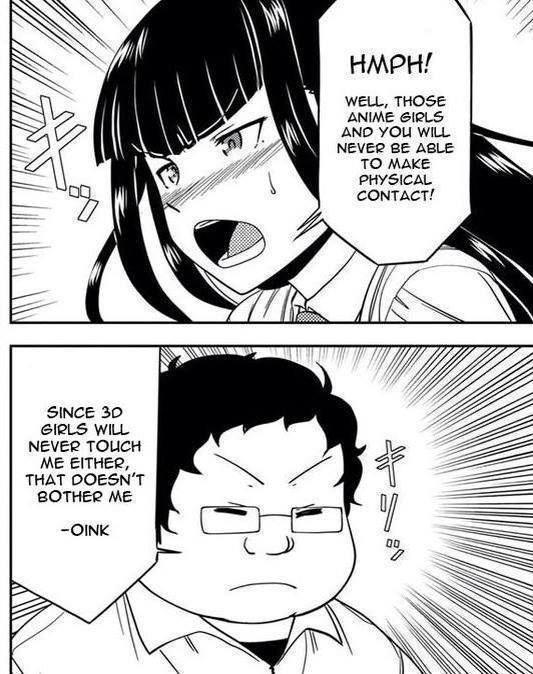 HMPH!
WELL, THOSE
ANIME GIRLS
AND YOU WILL
NEVER BE ABLE
TO MAKE
PHYSICAL
CONTACT!
キッ
SINCE 3D
GIRLS WILL
NEVER TOUCH
ME EITHER,
THAT DOESN'T
BOTHER ME
-OINK
キリッ